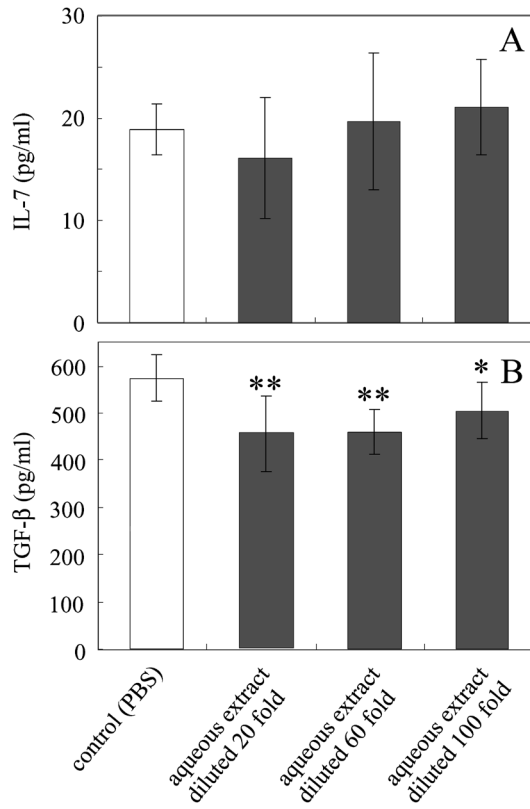 30
A
20
10
0
IL-7 (pg/ml)
600
B
500
400
300
200
100
0
TGF-β (pg/ml)
**
**
*
control (PBS)
aqueous extract
diluted 20 fold
aqueous extract
diluted 60 fold
aqueous extract
diluted 100 fold